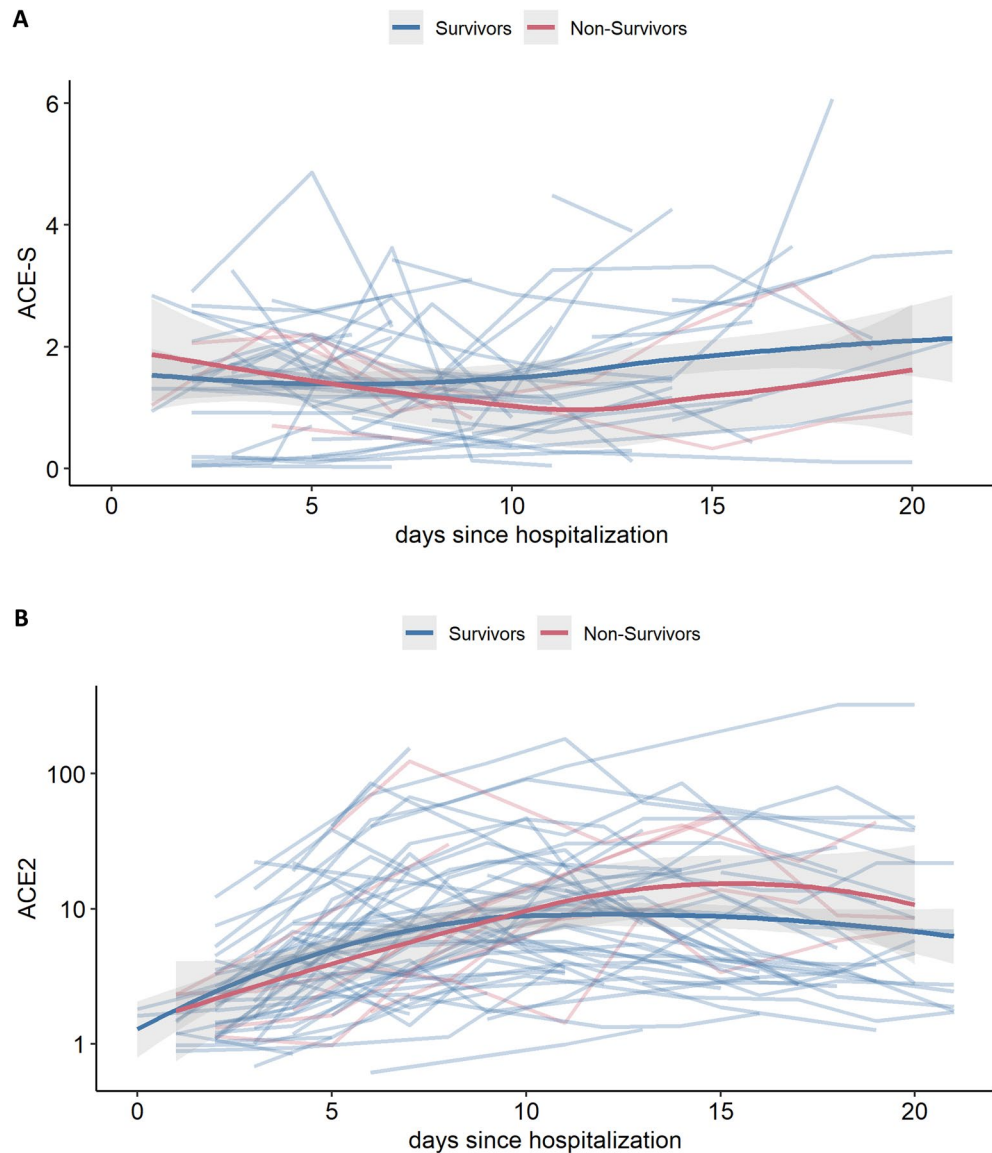 A
Survivors Non-Survivors
6
4
2
0
ACE-S
0 5 10 15 20
days since hospitalization
B
Survivors Non-Survivors
100
10
1
ACE2
0 5 10 15 20
days since hospitalization